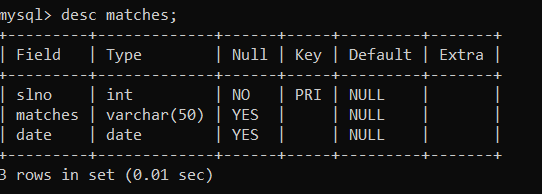 mysql> desc matches;
+---------+-------------+------+-----+---------+-------+
| Field   | Type        | Null | Key | Default | Extra |
+---------+-------------+------+-----+---------+-------+
| slno    | int         | NO   | PRI | NULL    |       |
| matches | varchar(50) | YES  |     | NULL    |       |
| date    | date        | YES  |     | NULL    |       |
+---------+-------------+------+-----+---------+-------+
3 rows in set (0.01 sec)